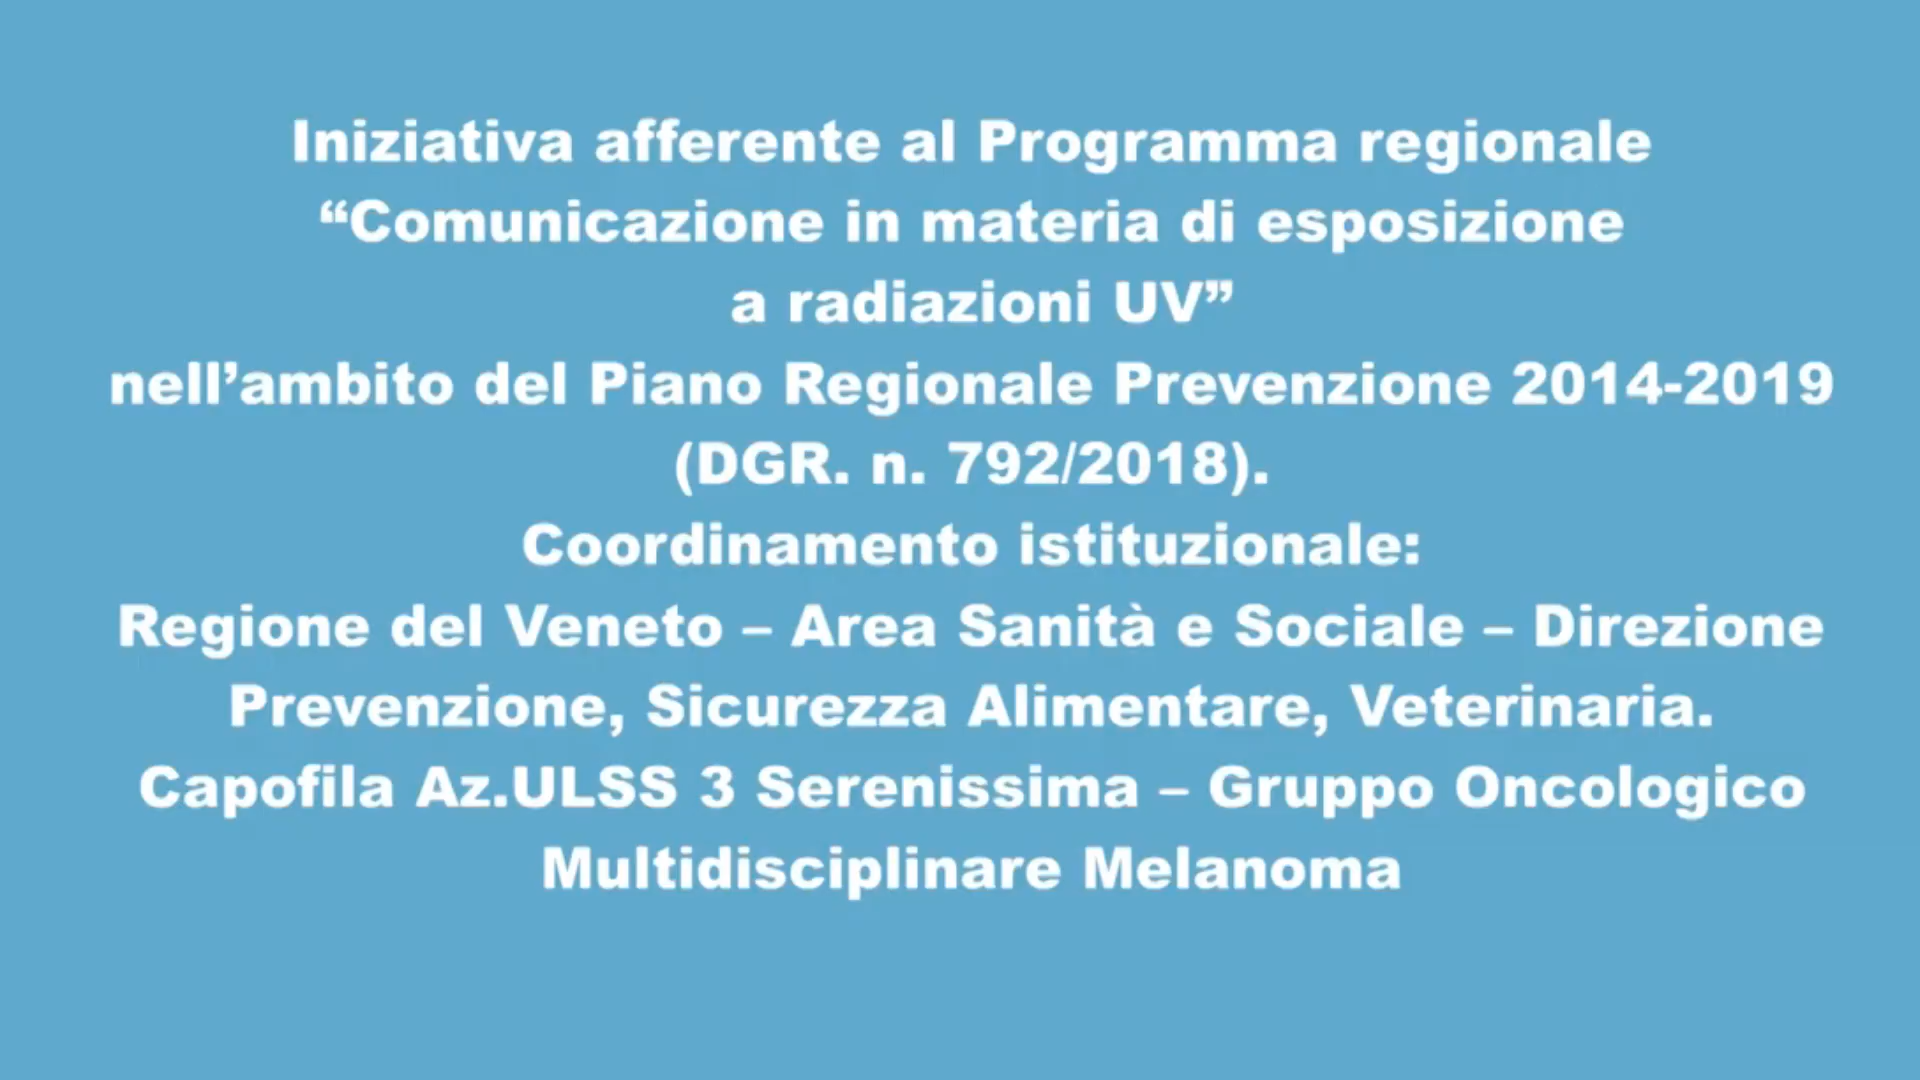 Iniziativa afferente al Programma regionale
“Comunicazione in materia di esposizione
a radiazioni UV”
nell’ambito del Piano Regionale Prevenzione 2014-2019
(DGR. n. 792/2018).
Coordinamento istituzionale:
Regione del Veneto – Area Sanità e Sociale – Direzione
Prevenzione, Sicurezza Alimentare, Veterinaria.
Capofila Az.ULSS 3 Serenissima – Gruppo Oncologico
Multidisciplinare Melanoma